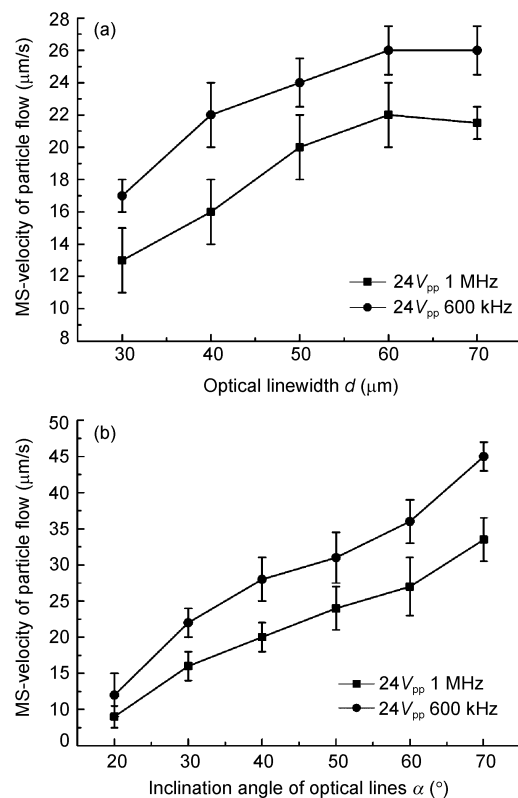 (a)
MS-velocity of particle flow (μm/s)
28
26
24
22
20
18
16
14
12
10
8
24Vpp 1 MHz
24Vpp 600 kHz
30 40 50 60 70
Optical linewidth d (μm)
(b)
MS-velocity of particle flow (μm/s)
50
45
40
35
30
25
20
15
10
0
24Vpp 1 MHz
24Vpp 600 kHz
20 30 40 50 60 70
Inclination angle of optical lines α (°)